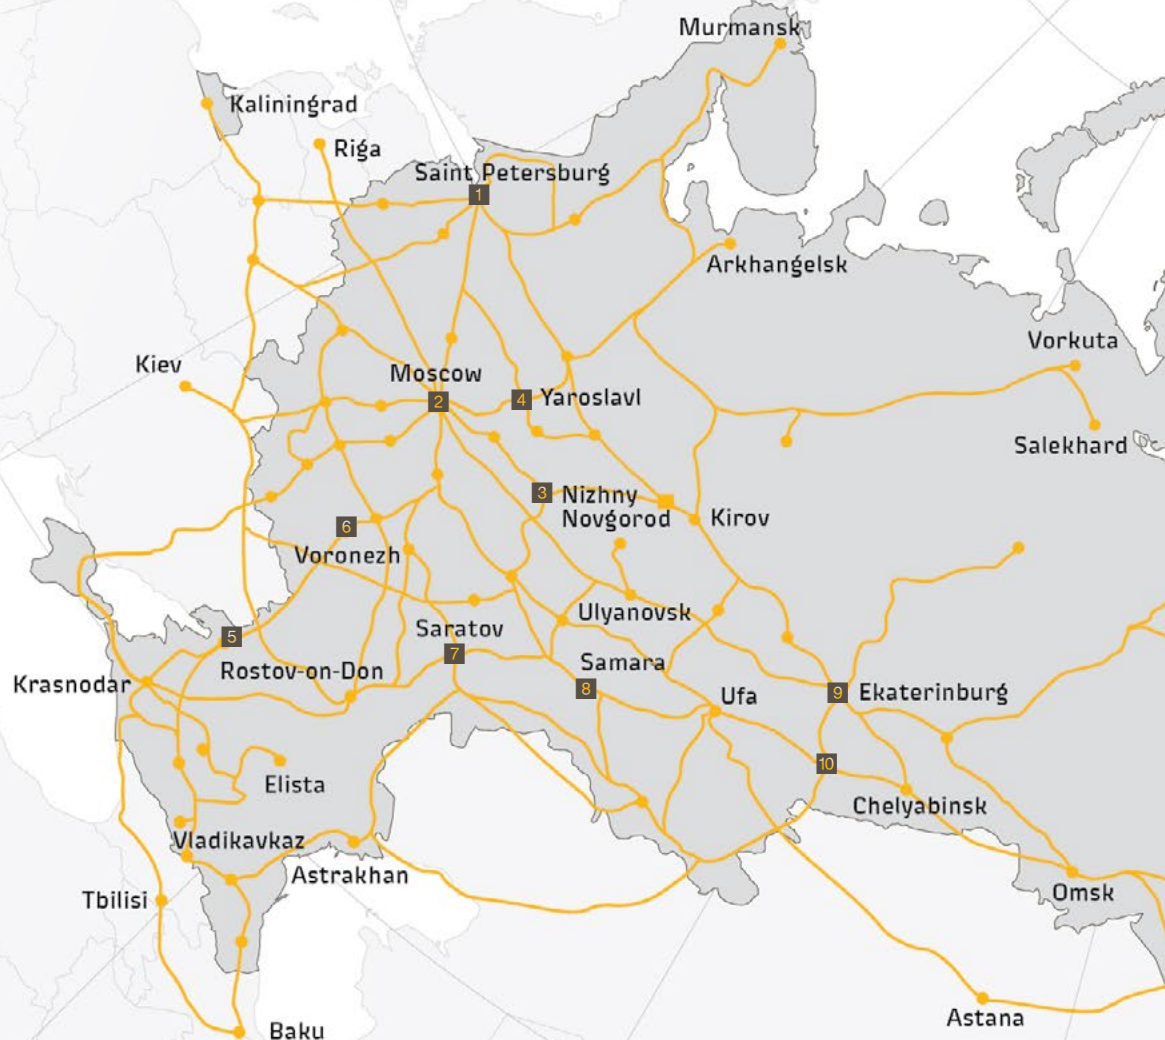 Murmansk
Kaliningrad
Riga
Saint Petersburg
1
Arkhangelsk
Vorkuta
Kiev
Moscow
2
4 Yaroslavl
Salekhard
3 Nizhny
Novgorod
Kirov
6
Voronezh
Ulyanovsk
5
Saratov
7
Rostov-on-Don
Samara
8
Krasnodar
Ufa
9 Ekaterinburg
10
Elista
Chelyabinsk
Vladikavkaz
Astrakhan
Tbilisi
Omsk
Astana
Baku